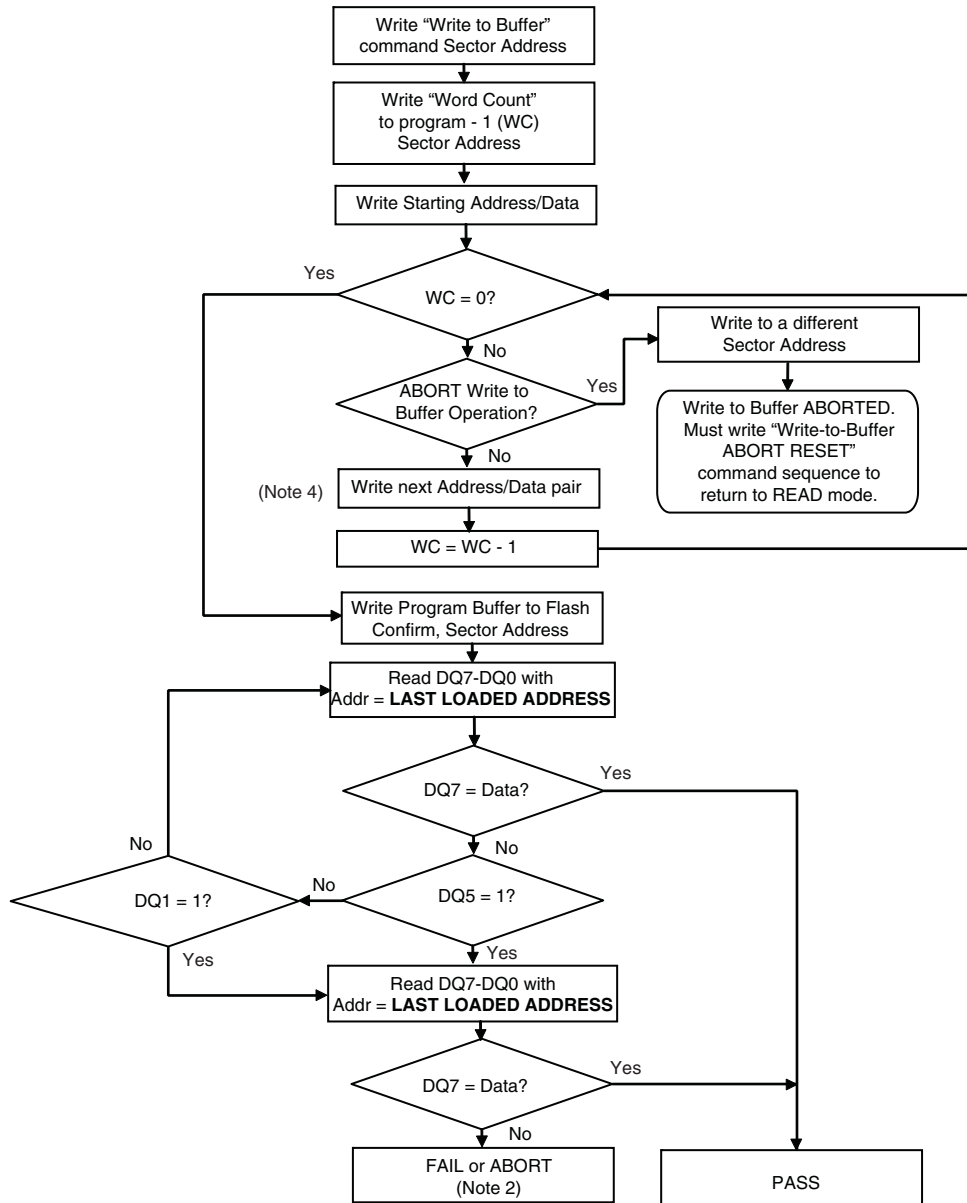 Write “Write to Buffer”
command Sector Address
Write “Word Count”
to program - 1 (WC)
Sector Address
Write Starting Address/Data
Yes
WC = 0?
No
Write to a different
Sector Address
ABORT Write to
Buffer Operation?
Yes
No
Write to Buffer ABORTED.
Must write “Write-to-Buffer
ABORT RESET”
command sequence to
return to READ mode.
(Note 4)
Write next Address/Data pair
WC = WC - 1
Write Program Buffer to Flash
Confirm, Sector Address
Read DQ7-DQ0 with
Addr = LAST LOADED ADDRESS
DQ7 = Data?
Yes
No
No
DQ1 = 1?
No
DQ5 = 1?
Yes
Yes
Read DQ7-DQ0 with
Addr = LAST LOADED ADDRESS
DQ7 = Data?
Yes
No
FAIL or ABORT
(Note 2)
PASS